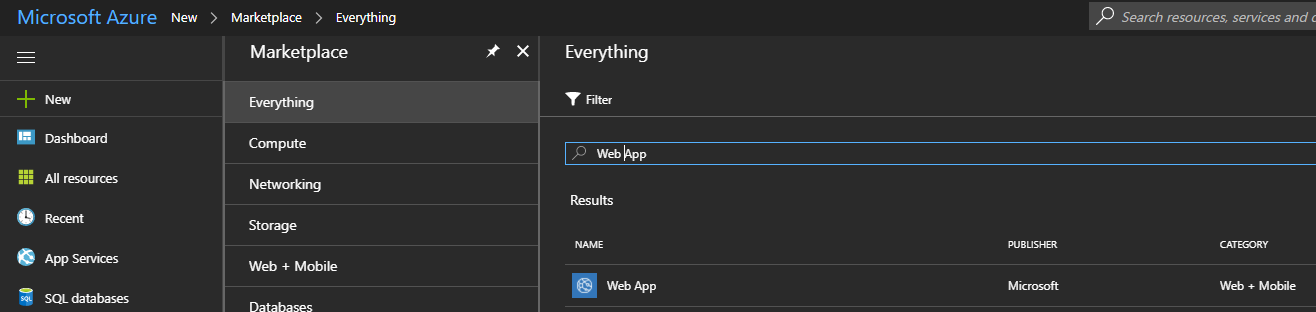 Microsoft Azure New > Marketplace > Everything
Search resources, services and d
New
Dashboard
All resources
Recent
App Services
SQL databases
Marketplace
Everything
Compute
Networking
Storage
Web + Mobile
Databases
Everything
Filter
Web App
Results
NAME PUBLISHER CATEGORY
Web App Microsoft Web + Mobile